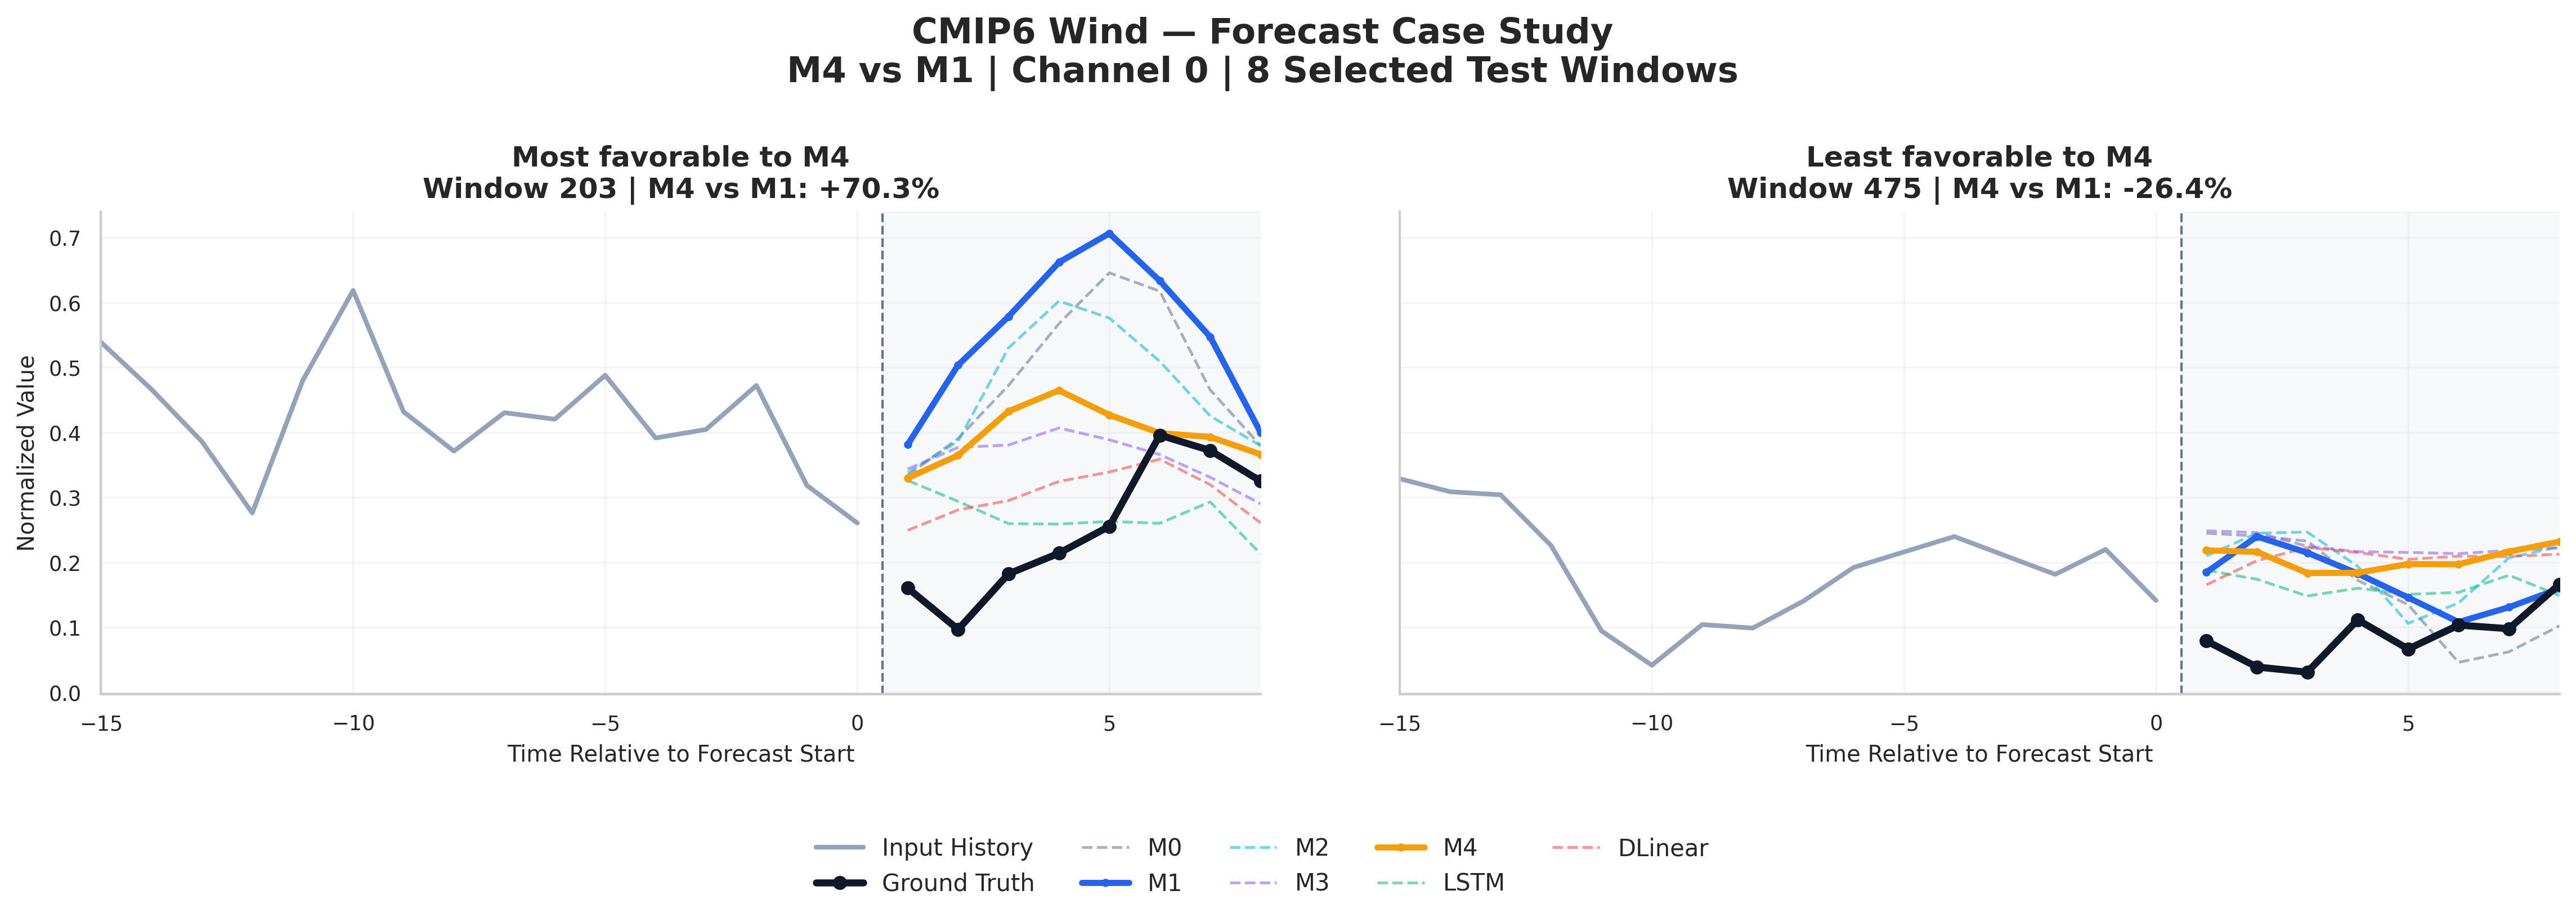 CMIP6 Wind — Forecast Case Study
M4 vs M1 | Channel 0 | 8 Selected Test Windows
Most favorable to M4
Window 203 | M4 vs M1: +70.3%
Normalized Value
0.7
0.6
0.5
0.4
0.3
0.2
0.1
0.0
−15
−10
−5
0
5
Time Relative to Forecast Start
Least favorable to M4
Window 475 | M4 vs M1: -26.4%
−15
−10
−5
0
5
Time Relative to Forecast Start
Input History
Ground Truth
M0
M1
M2
M3
M4
LSTM
DLinear